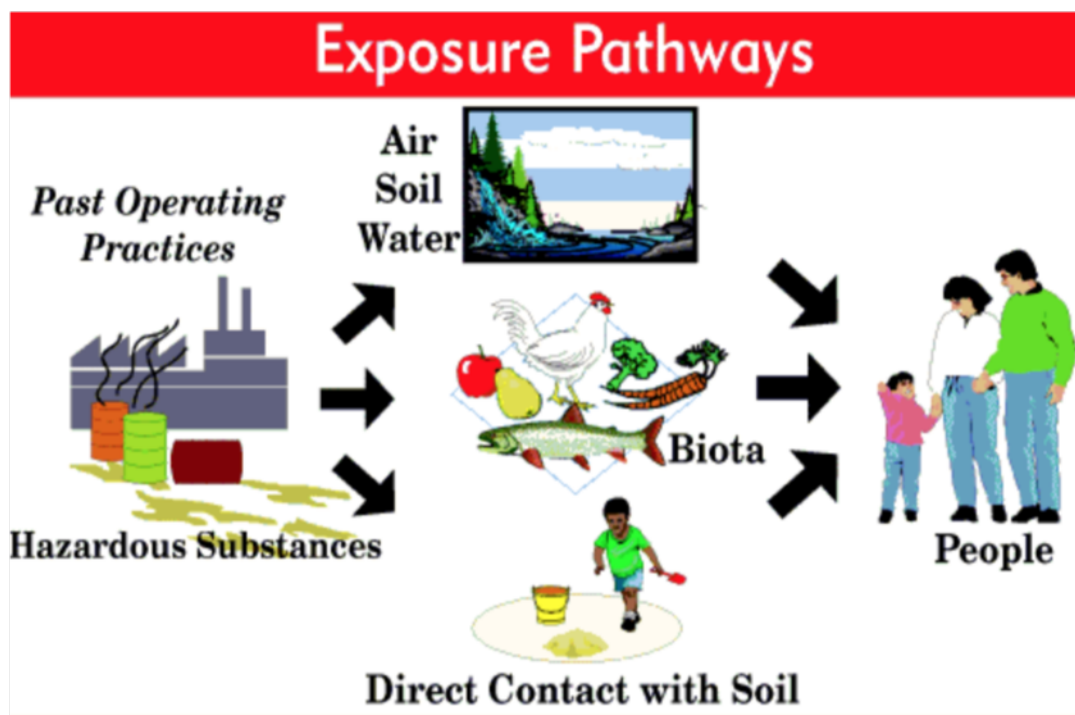 Exposure Pathways
Air
Soil
Water
Past Operating
Practices
Biota
Hazardous Substances
People
Direct Contact with Soil